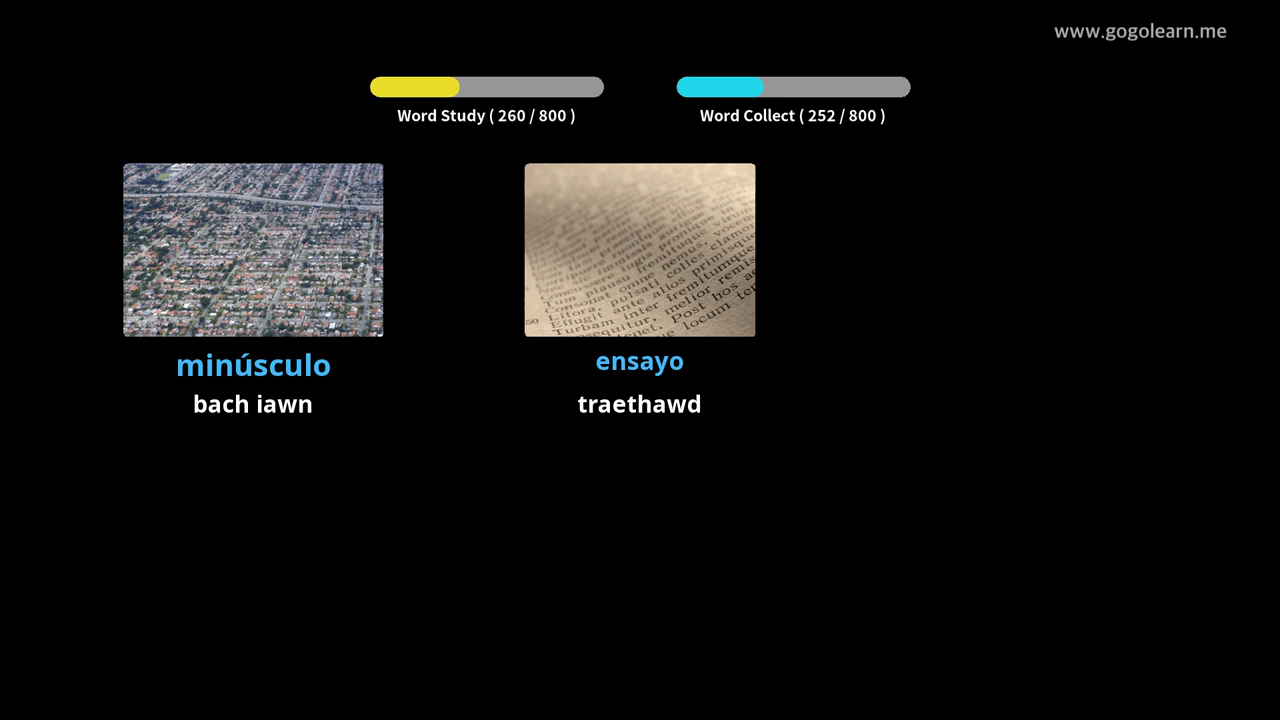 www.gogolearn.me
Word Study ( 260 / 800 )
Word Collect ( 252 / 800 )
minúsculo
bach iawn
ensayo
traethawd